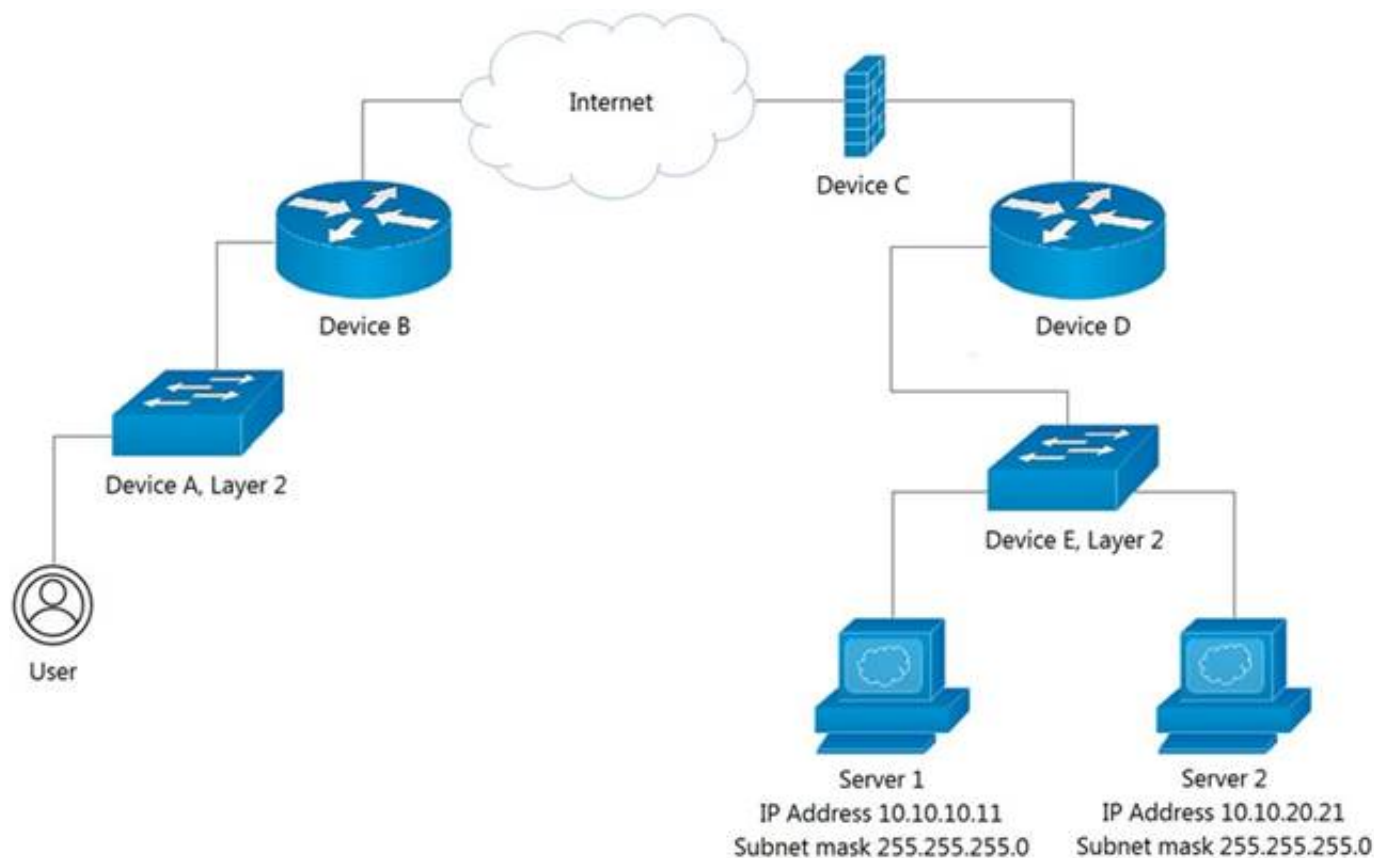 Internet
Device C
Device B
Device D
Device A, Layer 2
Device E, Layer 2
User
Server 1
IP Address 10.10.10.11
Subnet mask 255.255.255.0
Server 2
IP Address 10.10.20.21
Subnet mask 255.255.255.0